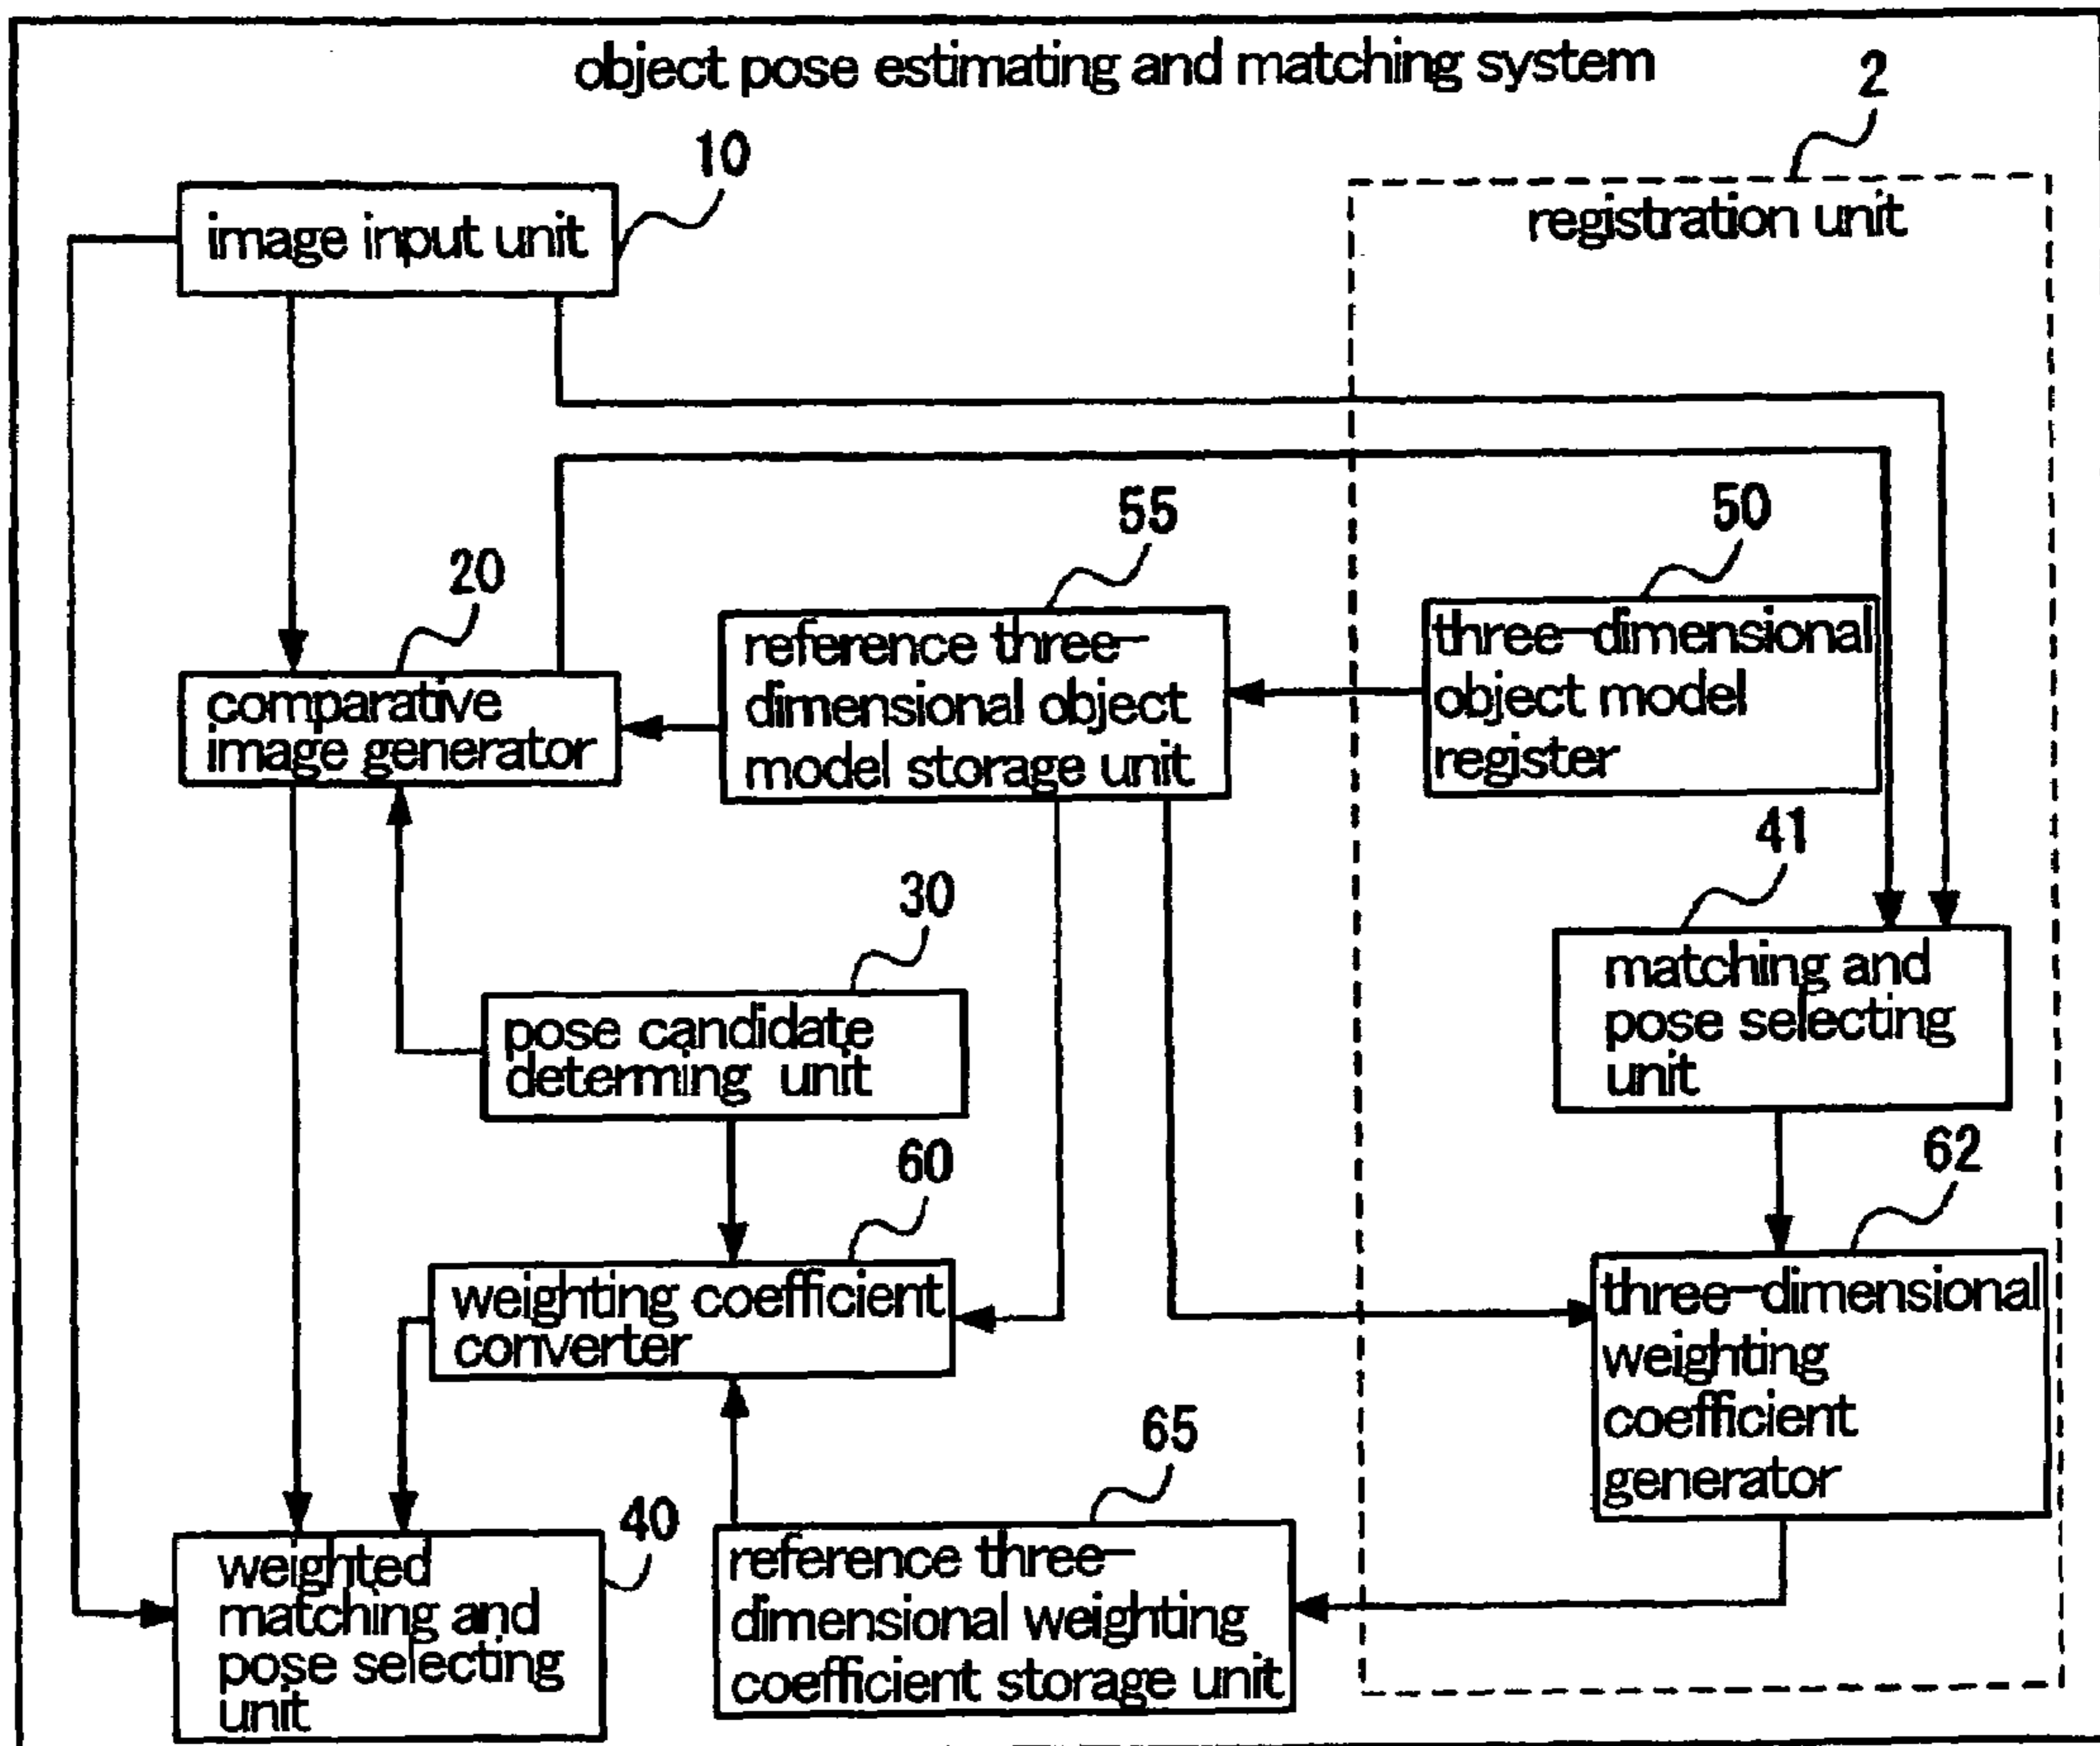 object pose estimating and matching system
2
10
image input unit
registration unit
55
50
20
reference three-
dimensional object
model storage unit
three-dimensional
object model
register
comparative
image generator
41
30
matching and
pose selecting
unit
pose candidate
determing unit
60
62
weighting coefficient
converter
three-dimensional
weighting
coefficient
generator
65
40
weighted
matching and
pose selecting
unit
reference three-
dimensional weighting
coefficient storage unit